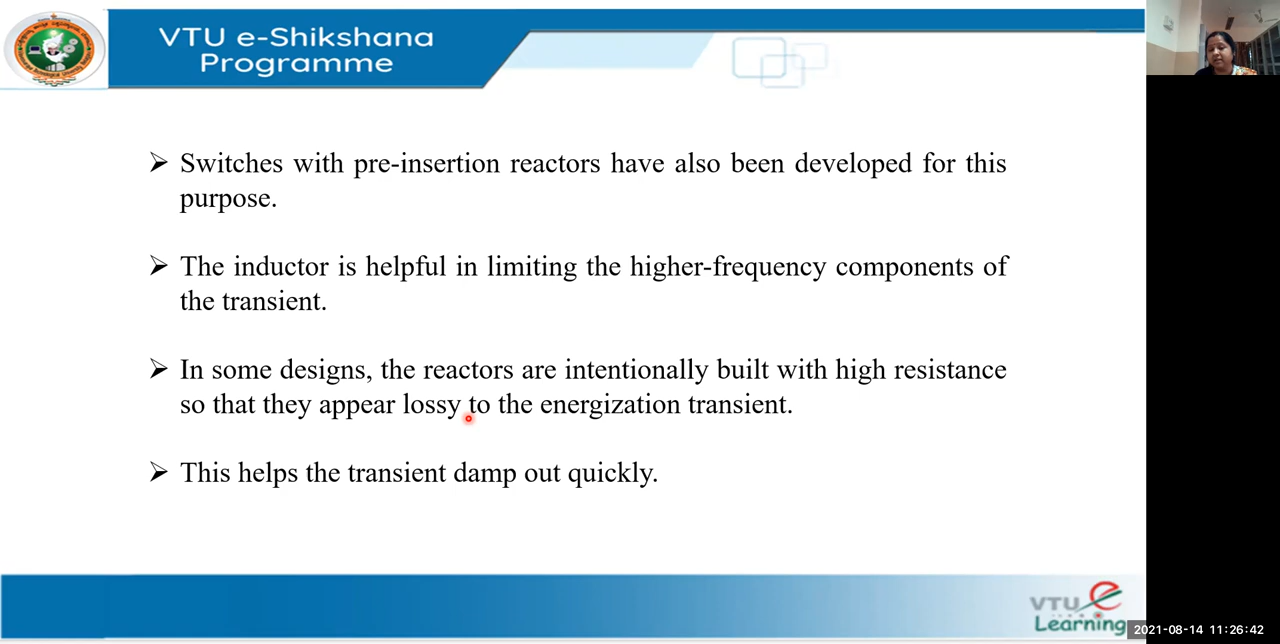 VTU e-Shikshana
Programme
➢ Switches with pre-insertion reactors have also been developed for this
purpose.
➢ The inductor is helpful in limiting the higher-frequency components of
the transient.
➢ In some designs, the reactors are intentionally built with high resistance
so that they appear lossy to the energization transient.
➢ This helps the transient damp out quickly.
VTU e
Learning
2021-08-14 11:26:42